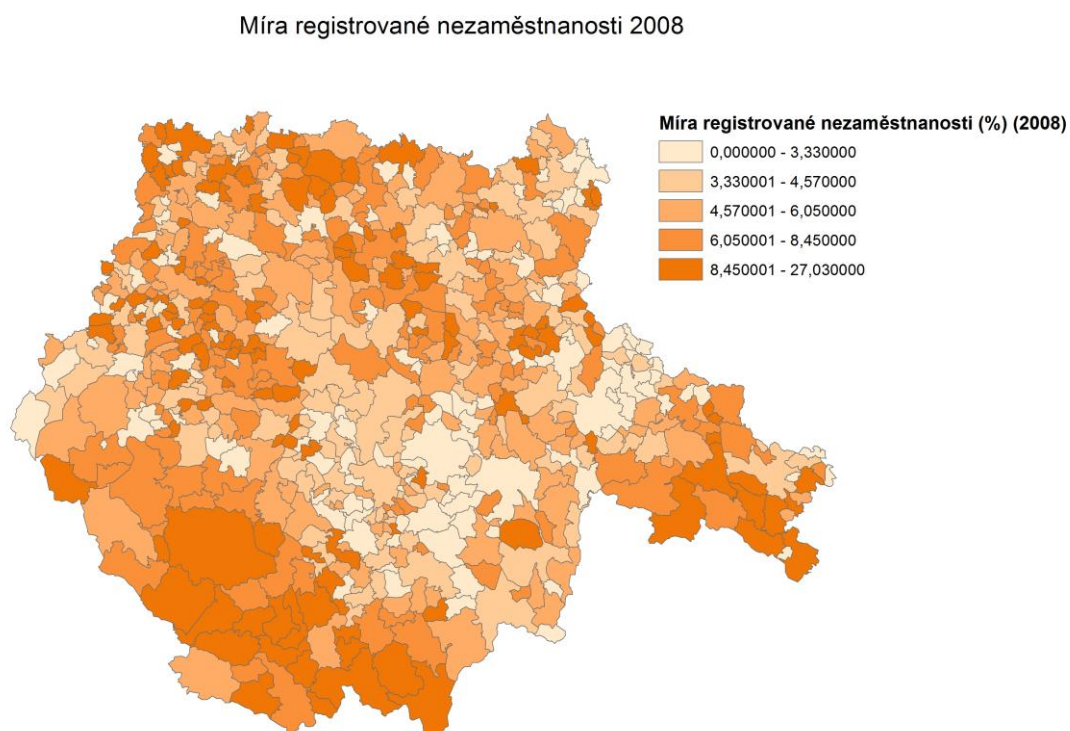 Míra registrované nezaměstnanosti 2008
Míra registrované nezaměstnanosti (%) (2008)
0,000000 - 3,330000
3,330001 - 4,570000
4,570001 - 6,050000
6,050001 - 8,450000
8,450001 - 27,030000